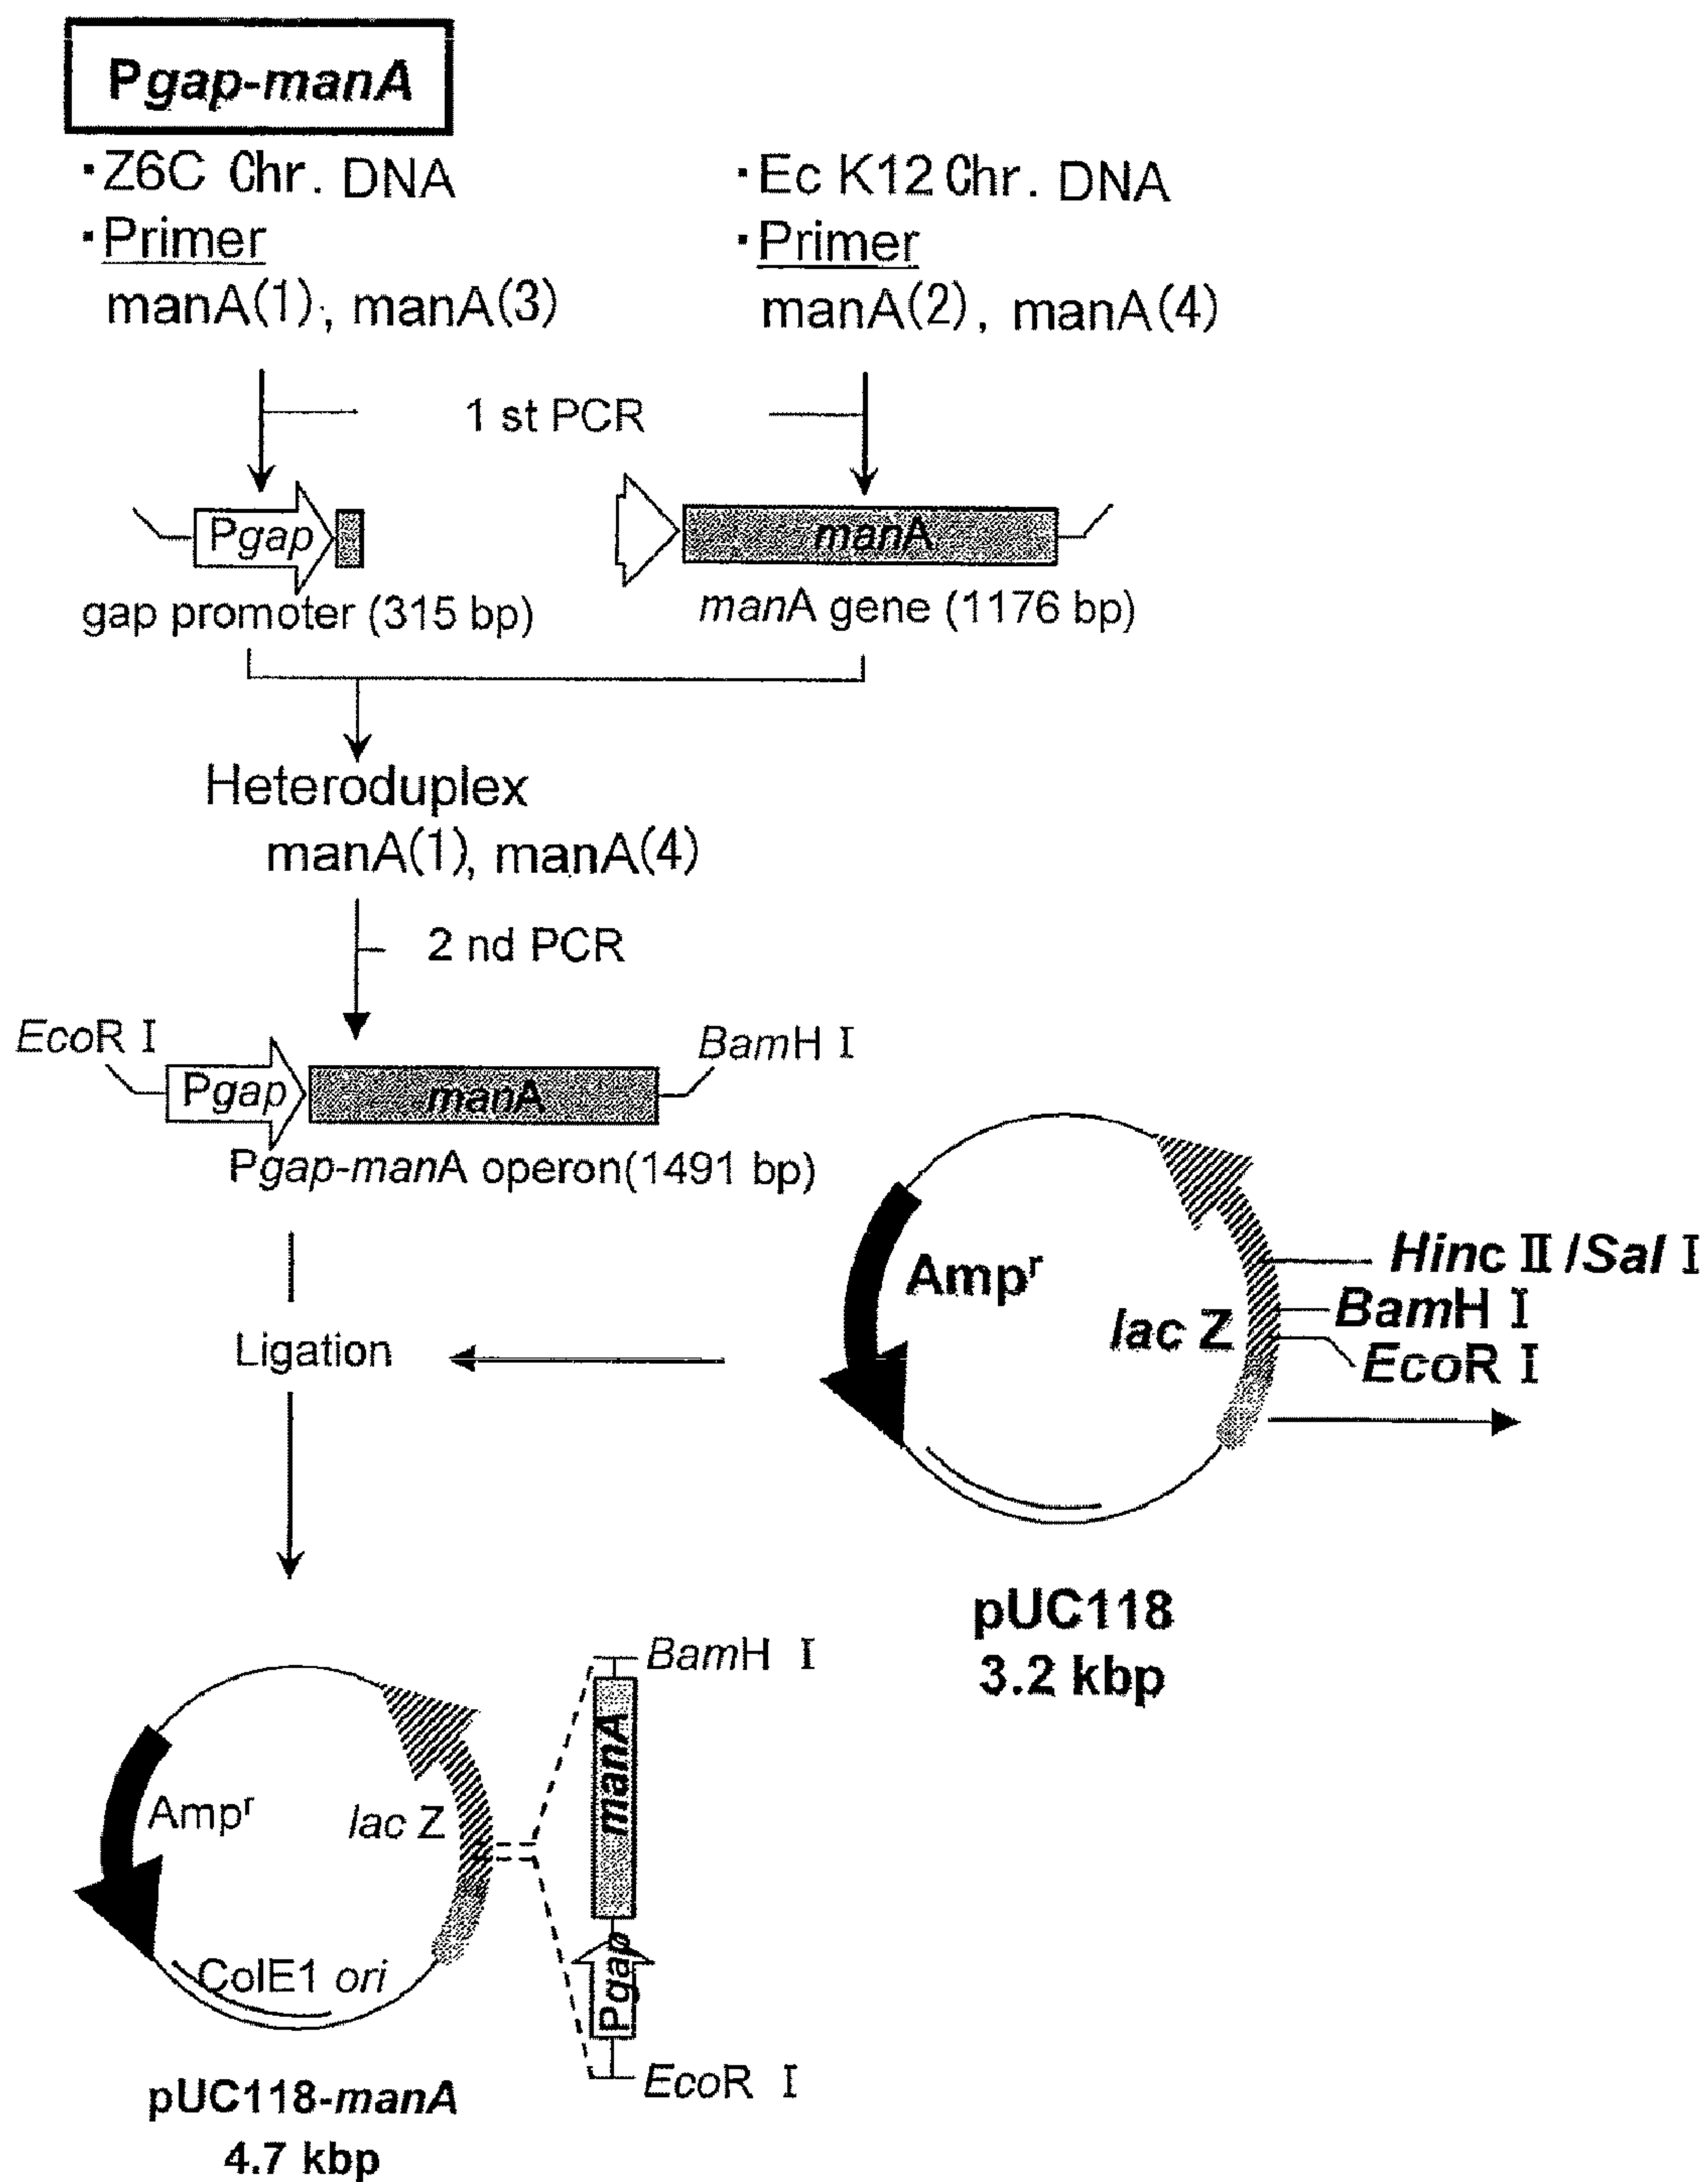 Pgap-manA
・Z6C Chr. DNA
・Primer
manA(1), manA(3)
・Ec K12 Chr. DNA
・Primer
manA(2), manA(4)
1 st PCR
Pgap
manA
gap promoter (315 bp)
manA gene (1176 bp)
Heteroduplex
manA(1), manA(4)
2 nd PCR
EcoR I
BamH I
Pgap
manA
Pgap-manA operon(1491 bp)
Ampr
lac Z
Hinc II /Sal I
BamH I
EcoR I
Ligation
pUC118
3.2 kbp
BamH I
manA
Pgap
EcoR I
Ampr
lac Z
ColE1 ori
pUC118-manA
4.7 kbp